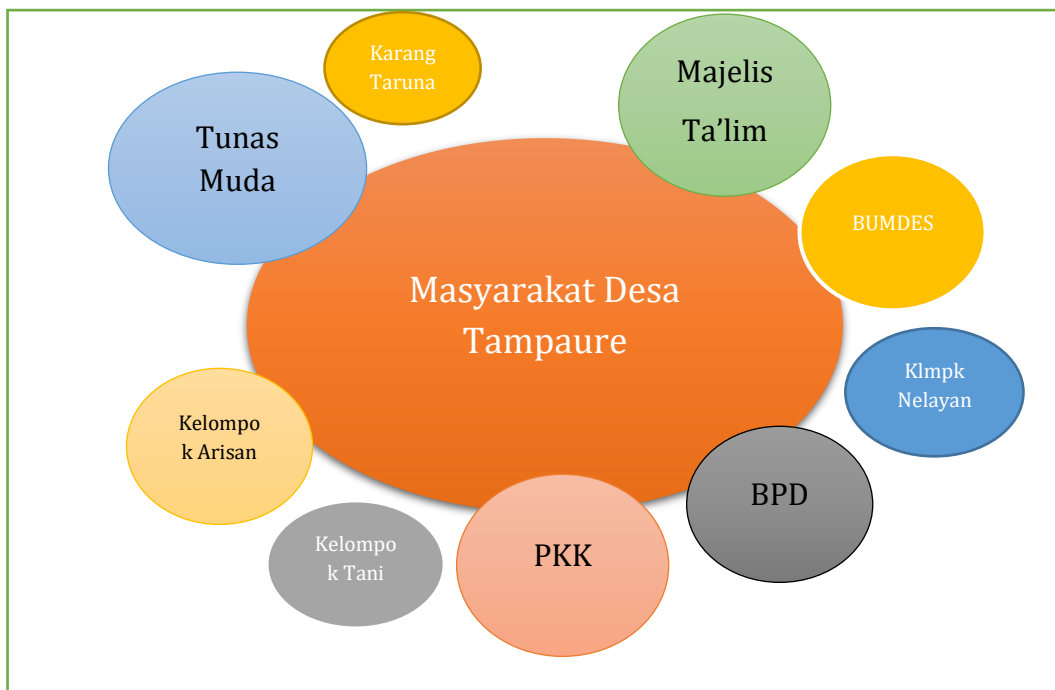 Karang
Taruna
Majelis
Ta’lim
Tunas
Muda
BUMDES
Masyarakat Desa
Tampaure
Klmpk
Nelayan
Kelompo
k Arisan
BPD
Kelompo
k Tani
PKK